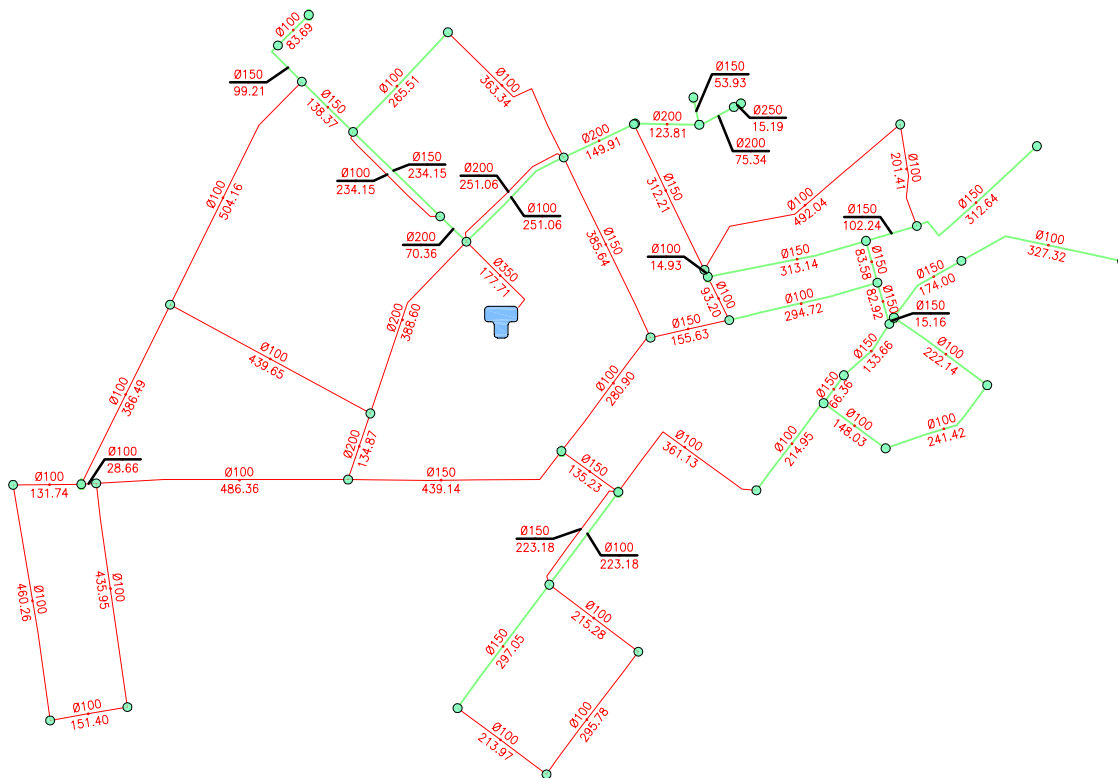 Ø100
83.69
Ø150
99.21
Ø150
138.37
Ø100
265.51
Ø100
363.34
Ø150
53.93
Ø200
123.81
Ø250
15.19
Ø200
75.34
Ø200
149.91
Ø100
234.15
Ø150
234.15
Ø200
251.06
Ø100
251.06
Ø200
70.36
Ø100
504.16
Ø150
312.21
Ø100
492.04
Ø100
201.41
Ø150
312.64
Ø150
102.24
Ø100
14.93
Ø150
313.14
Ø150
83.58
Ø100
327.32
Ø150
174.00
Ø350
177.71
Ø150
385.64
Ø100
93.20
Ø100
294.72
Ø150
82.92
Ø150
15.16
Ø200
388.60
Ø150
155.63
Ø150
133.66
Ø100
222.14
Ø100
439.65
Ø100
386.49
Ø100
280.90
Ø150
66.36
Ø100
148.03
Ø100
241.42
Ø200
134.87
Ø100
214.95
Ø100
361.13
Ø100
28.66
Ø100
131.74
Ø100
486.36
Ø150
439.14
Ø150
135.23
Ø150
223.18
Ø100
223.18
Ø100
460.26
Ø100
435.95
Ø100
215.28
Ø150
297.05
Ø100
151.40
Ø100
213.97
Ø100
295.78